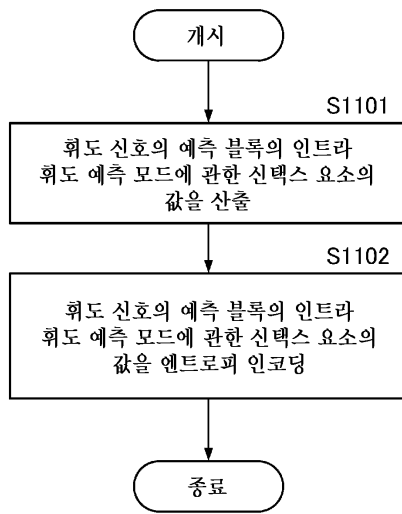 개시
S1101
휘도 신호의 예측 블록의 인트라
휘도 예측 모드에 관한 신택스 요소의
값을 산출
S1102
휘도 신호의 예측 블록의 인트라
휘도 예측 모드에 관한 신택스 요소의
값을 엔트로피 인코딩
종료